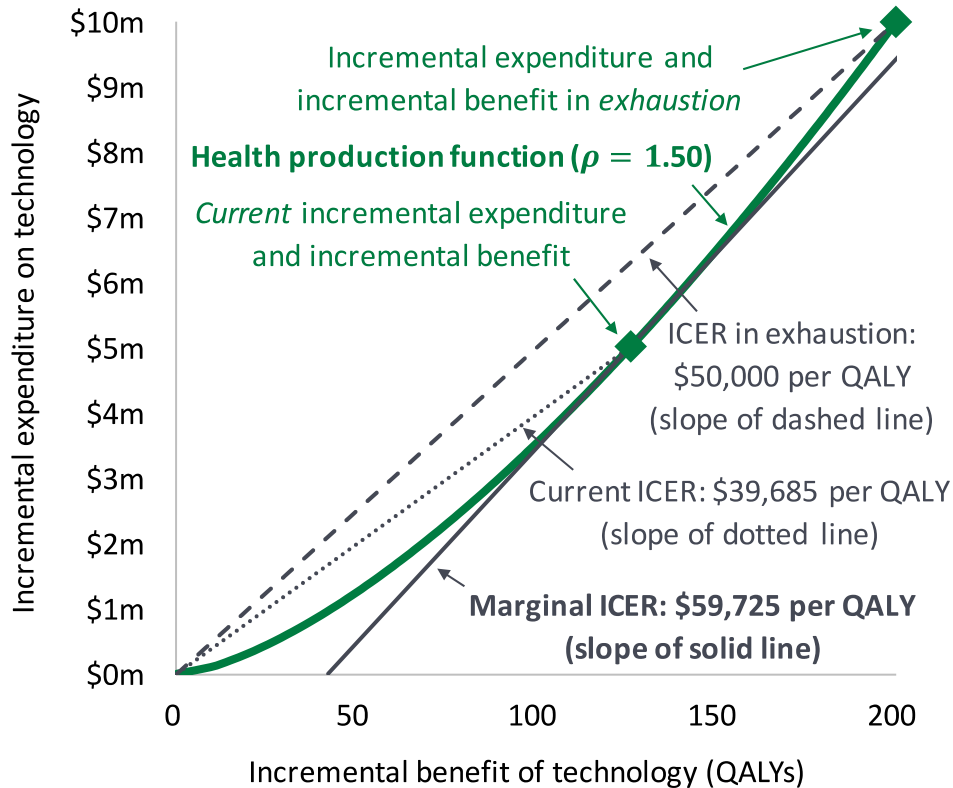 $10m
$9m
$8m
$7m
$6m
$5m
$4m
$3m
$2m
$1m
$0m
Incremental expenditure on technology
Incremental expenditure and
incremental benefit in exhaustion
Health production function (ρ = 1.50)
Current incremental expenditure
and incremental benefit
ICER in exhaustion:
$50,000 per QALY
(slope of dashed line)
Current ICER: $39,685 per QALY
(slope of dotted line)
Marginal ICER: $59,725 per QALY
(slope of solid line)
0 50 100 150 200
Incremental benefit of technology (QALYs)